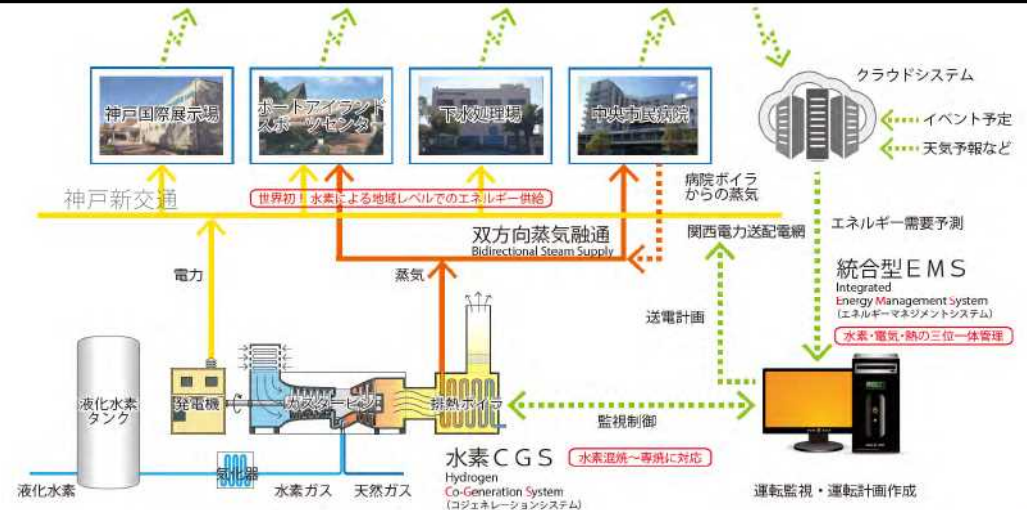 クラウドシステム
神戸国際展示場
ポートアイランド
スポーツセンター
下水処理場
中央市民病院
イベント予定
天気予報など
神戸新交通
世界初!水素による地域レベルでのエネルギー供給
病院ボイラ
からの蒸気
双方向蒸気融通
Bidirectional Steam Supply
関西電力送配電網
エネルギー需要予測
電力
蒸気
統合型EMS
Integrated
Energy Management System
(エネルギーマネジメントシステム)
送電計画
水素・電気・熱の三位一体管理
液化水素
タンク
発電機
ガスタービン
排熱ボイラ
監視制御
水素CGS
水素混焼~専焼に対応
Hydrogen
Co-Generation System
(コジェネレーションシステム)
気化器
液化水素
水素ガス
天然ガス
運転監視・運転計画作成